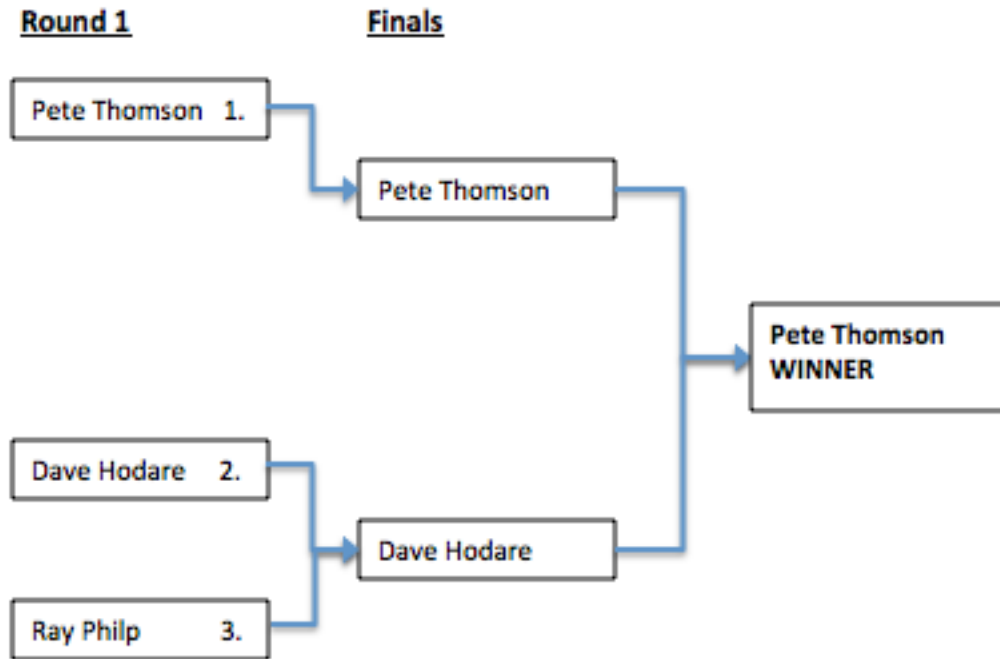 Round 1
Finals
Pete Thomson 1.
Pete Thomson
Pete Thomson
WINNER
Dave Hodare 2.
Dave Hodare
Ray Philp 3.